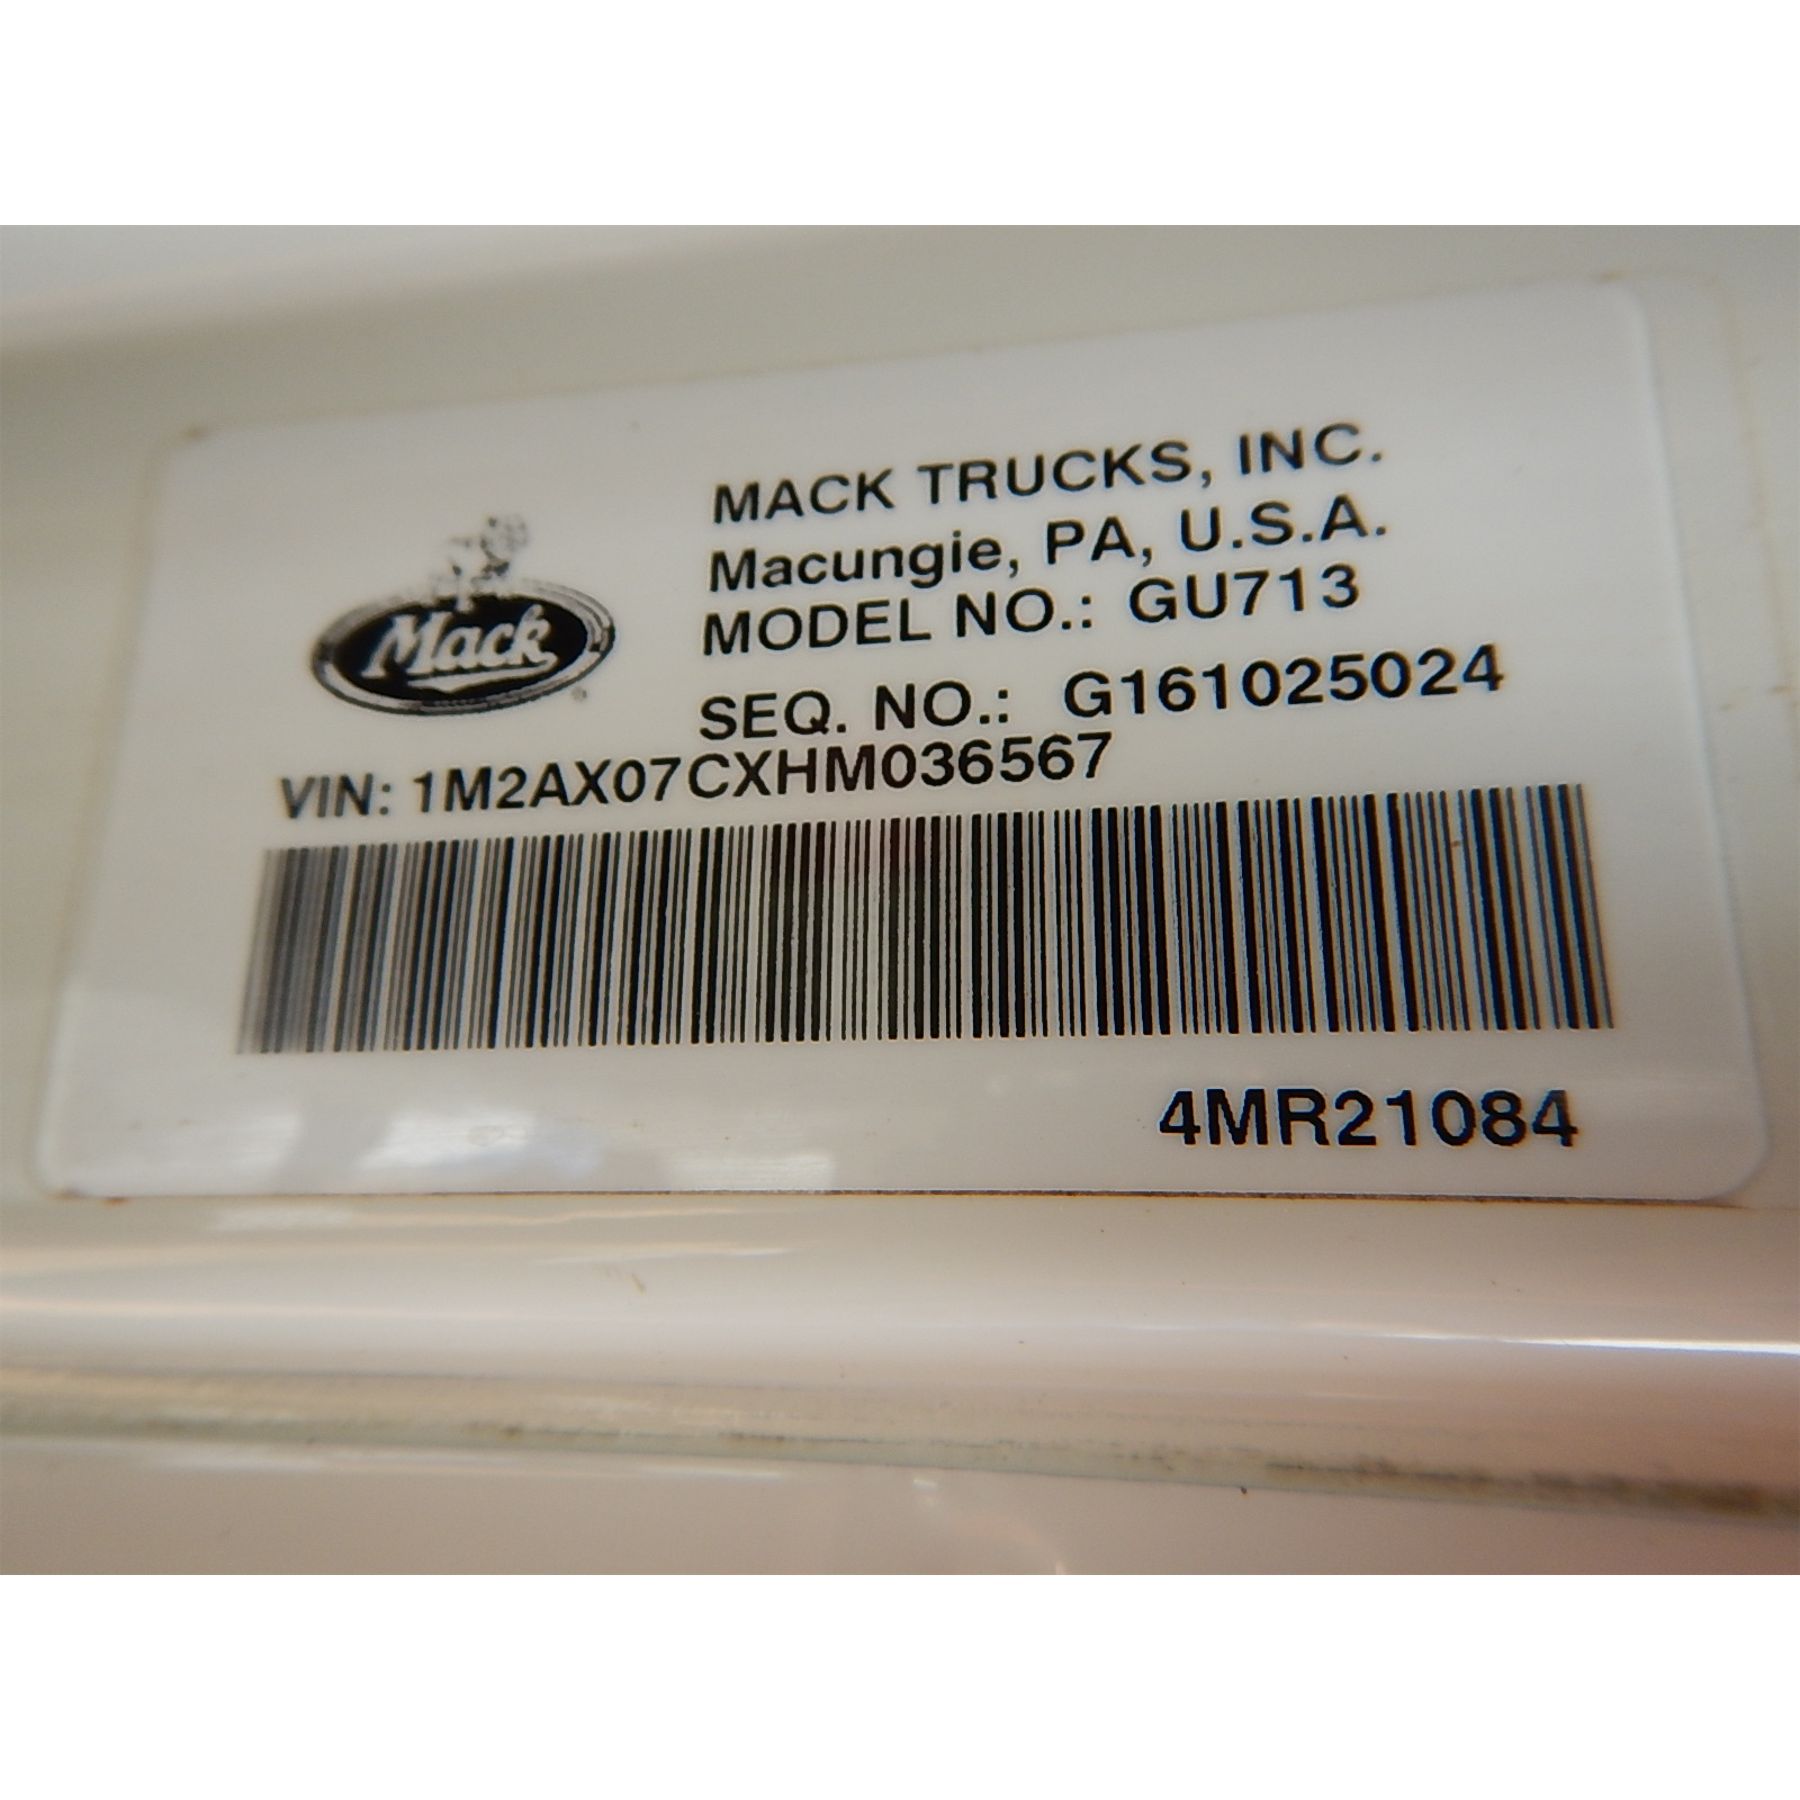 MACK TRUCKS, INC.
Macungie, PA, U.S.A.
MODEL NO.: GU713
Mack
SEQ. NO.: G161025024
VIN: 1M2AX07CXHM036567
4MR21084